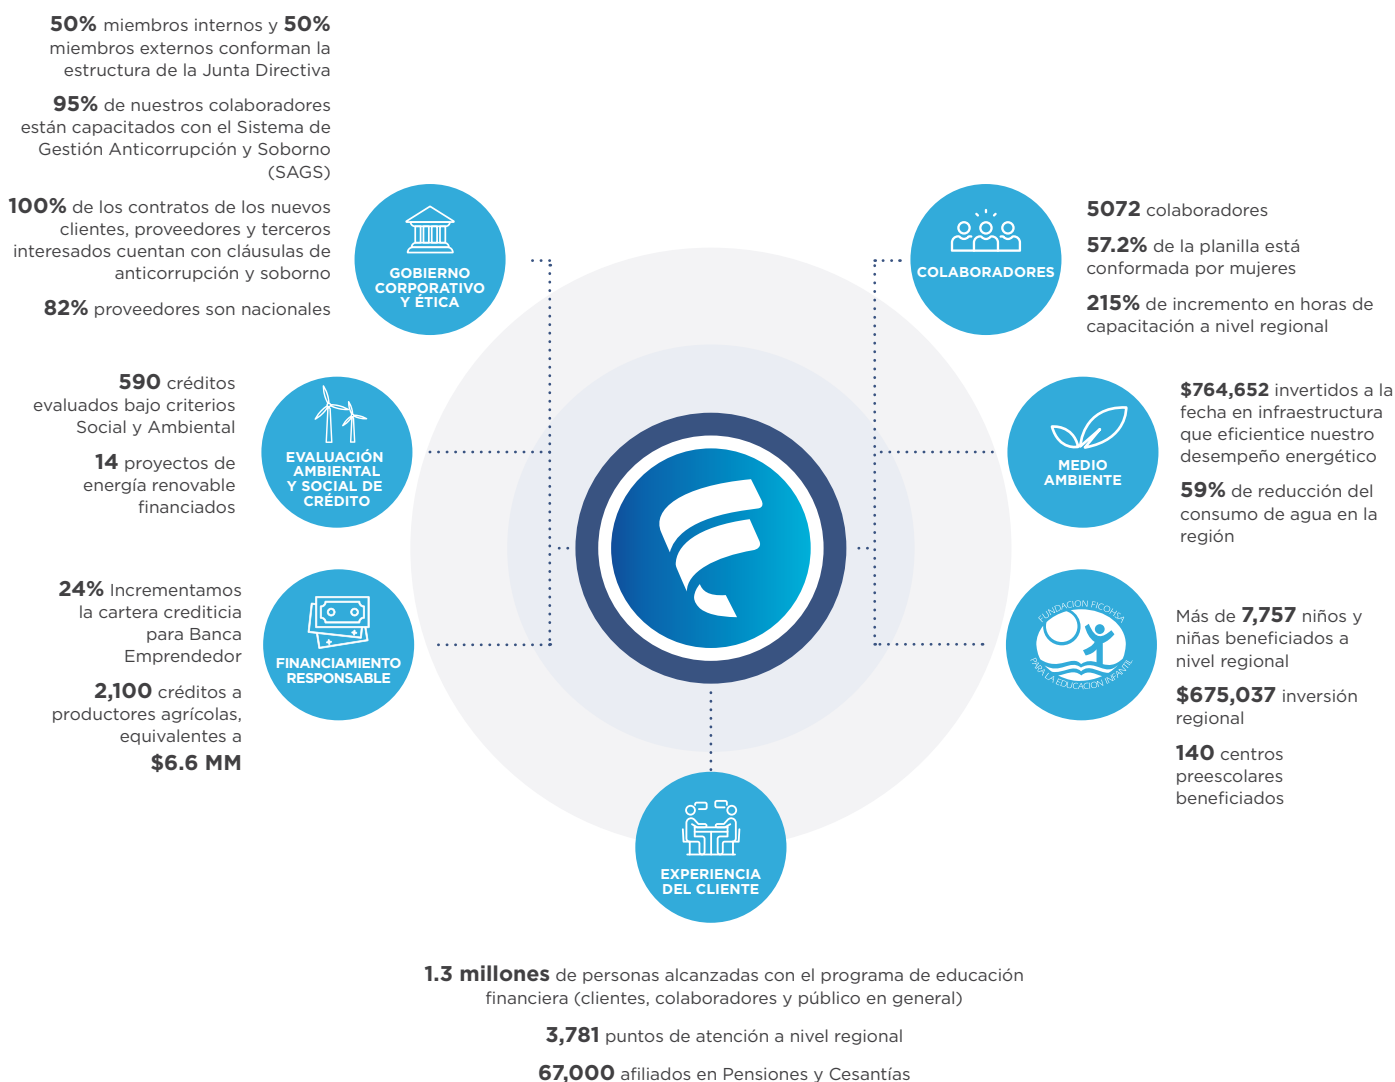 50% miembros internos y 50%
miembros externos conforman la
estructura de la Junta Directiva
95% de nuestros colaboradores
están capacitados con el Sistema de
Gestión Anticorrupción y Soborno
(SAGS)
100% de los contratos de los nuevos
clientes, proveedores y terceros
interesados cuentan con cláusulas de
anticorrupción y soborno
82% proveedores son nacionales
GOBIERNO
CORPORATIVO
Y ÉTICA
590 créditos
evaluados bajo criterios
Social y Ambiental
14 proyectos de
energía renovable
financiados
EVALUACIÓN
AMBIENTAL
Y SOCIAL DE
CRÉDITO
24% Incrementamos
la cartera crediticia
para Banca
Emprendedor
2,100 créditos a
productores agrícolas,
equivalentes a
$6.6 MM
FINANCIAMIENTO
RESPONSABLE
COLABORADORES
5072 colaboradores
57.2% de la planilla está
conformada por mujeres
215% de incremento en horas de
capacitación a nivel regional
MEDIO
AMBIENTE
$764,652 invertidos a la
fecha en infraestructura
que eficientice nuestro
desempeño energético
59% de reducción del
consumo de agua en la
región
FUNDACION FICOHSA
PARA LA EDUCACION INFANTIL
Más de 7,757 niños y
niñas beneficiados a
nivel regional
$675,037 inversión
regional
140 centros
preescolares
beneficiados
EXPERIENCIA
DEL CLIENTE
1.3 millones de personas alcanzadas con el programa de educación
financiera (clientes, colaboradores y público en general)
3,781 puntos de atención a nivel regional
67,000 afiliados en Pensiones y Cesantías